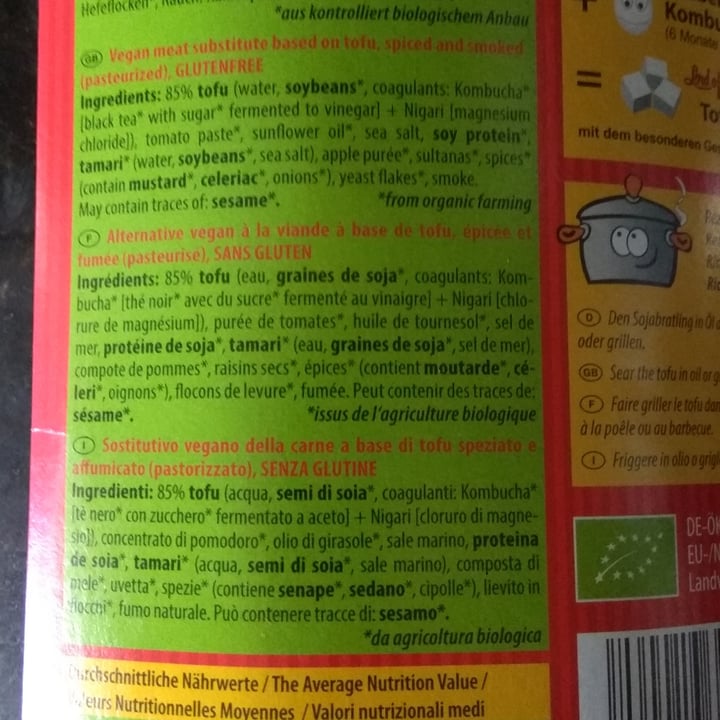 Hefeflocken*,
*aus kontrolliert biologischem Anbau
GB Vegan meat substitute based on tofu, spiced and smoked
(pasteurized), GLUTENFREE
Ingredients: 85% tofu (water, soybeans*, coagulants: Kombucha*
[black tea* with sugar* fermented to vinegar] + Nigari [magnesium
chloride]), tomato paste*, sunflower oil*, sea salt, soy protein*,
tamari* (water, soybeans*, sea salt), apple purée*, sultanas*, spices*
(contain mustard*, celeriac*, onions*), yeast flakes*, smoke.
May contain traces of: sesame*.
*from organic farming
F Alternative vegan à la viande à base de tofu, épicée et
fumée (pasteurisé), SANS GLUTEN
Ingrédients: 85% tofu (eau, graines de soja*, coagulants: Kom-
bucha* [thé noir* avec du sucre* fermenté au vinaigre] + Nigari [chlo-
rure de magnésium]), purée de tomates*, huile de tournesol*, sel de
mer, protéine de soja*, tamari* (eau, graines de soja*, sel de mer),
compote de pommes*, raisins secs*, épices* (contient moutarde*, cé-
leri*, oignons*), flocons de levure*, fumée. Peut contenir des traces de:
sésame*.
*issus de l'agriculture biologique
I Sostitutivo vegano della carne a base di tofu speziato e
affumicato (pastorizzato), SENZA GLUTINE
Ingredienti: 85% tofu (acqua, semi di soia*, coagulanti: Kombucha*
[tè nero* con zucchero* fermentato a aceto] + Nigari [cloruro di magne-
sio]), concentrato di pomodoro*, olio di girasole*, sale marino, proteina
de soia*, tamari* (acqua, semi di soia*, sale marino), composta di
mele*, uvetta*, spezie* (contiene senape*, sedano*, cipolle*), lievito in
fiocchi*, fumo naturale. Può contenere tracce di: sesamo*.
*da agricoltura biologica
Durchschnittliche Nährwerte / The Average Nutrition Value /
Valeurs Nutritionnelles Moyennes / Valori nutrizionali medi
+
Kombu
(6 Monate
=
To
mit dem besonderen
D Den Sojabratling in Öl
oder grillen.
GB Sear the tofu in oil or
F Faire griller le tofu
à la poêle ou au barbecue.
I Friggere in olio o
DE-Ö
EU-/
Landi